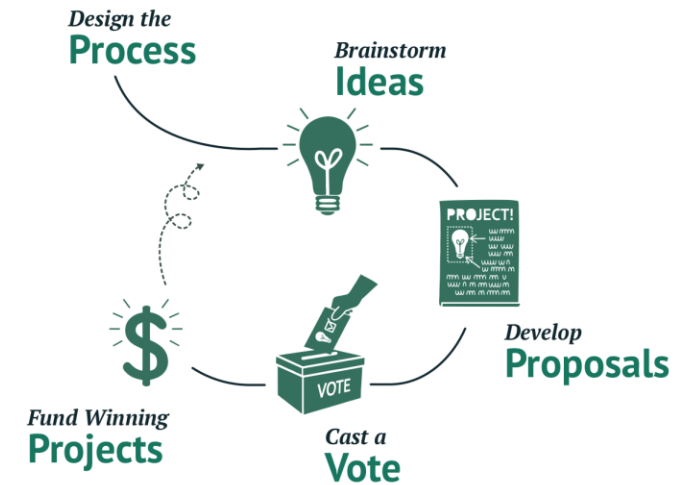 Design the
Process
Brainstorm
Ideas
PROJECT!
Develop
Proposals
VOTE
Cast a
Vote
Fund Winning
Projects